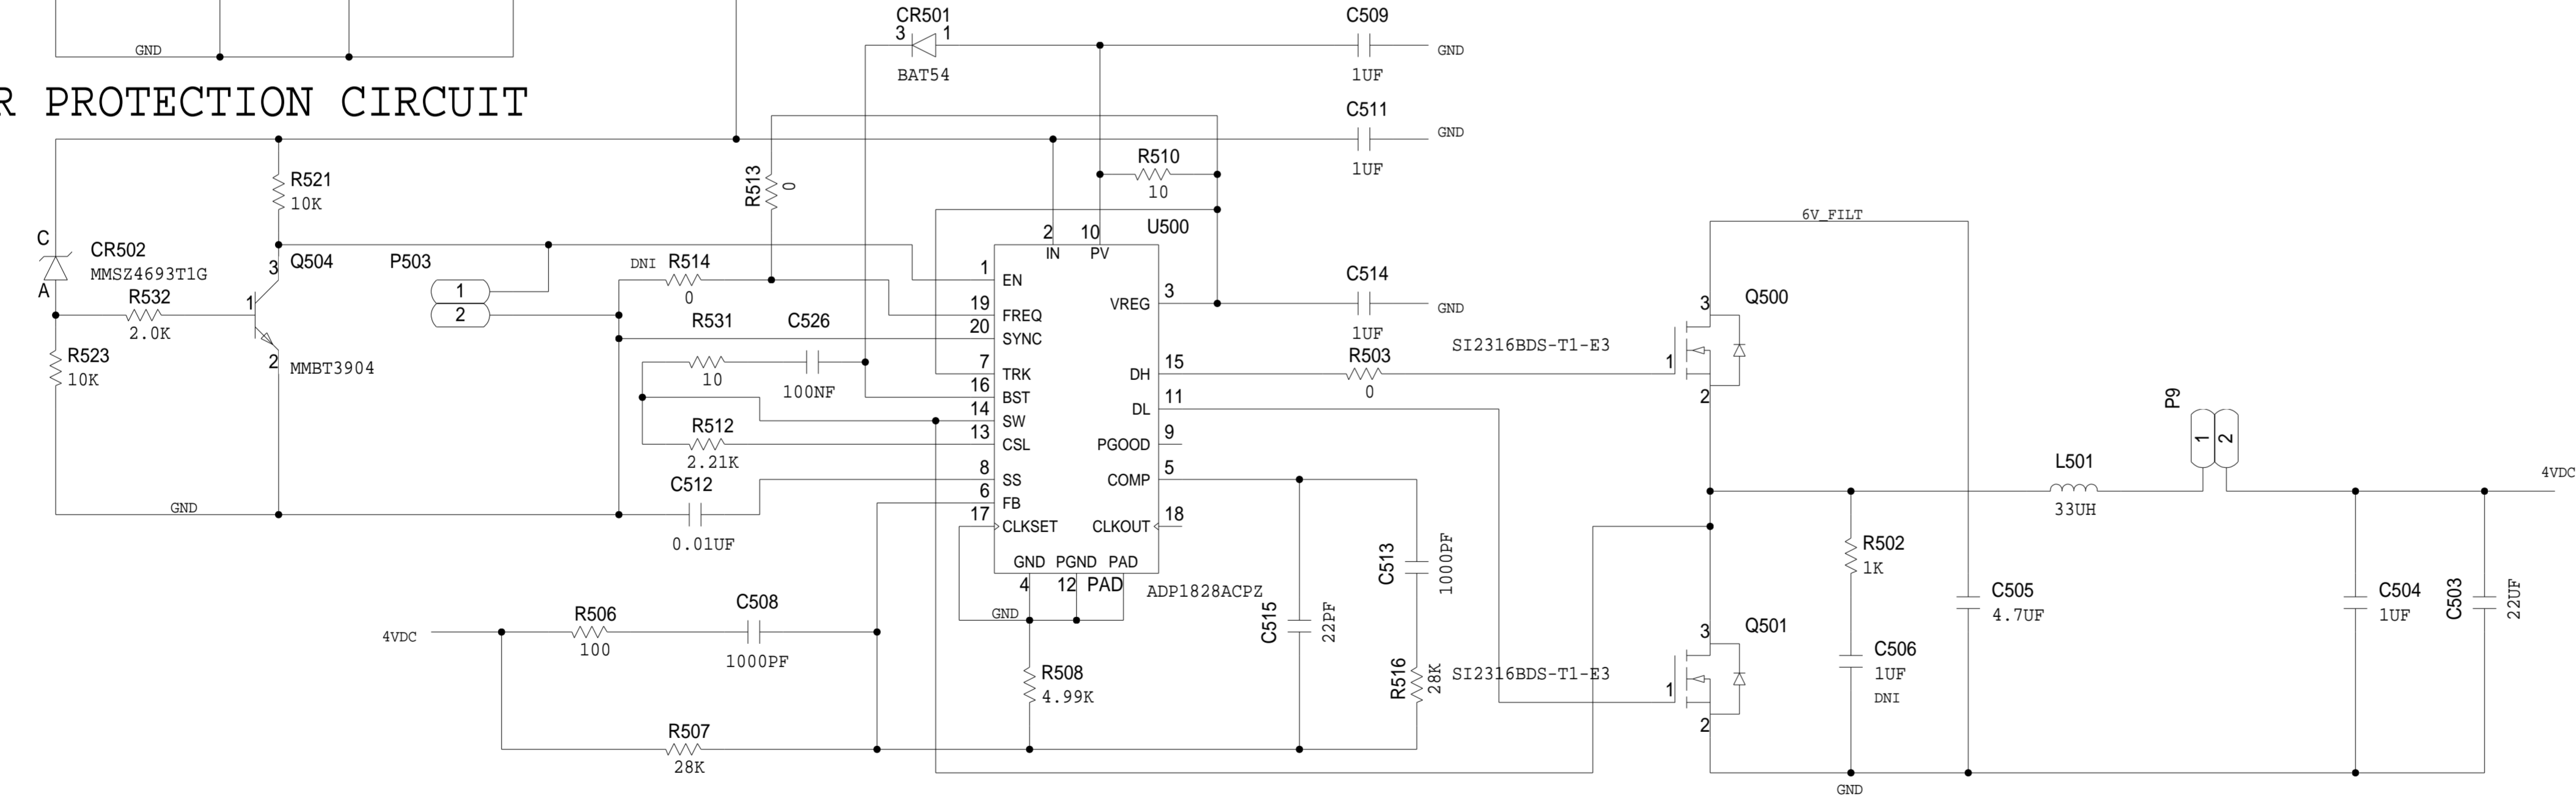 GND
R PROTECTION CIRCUIT
CR501
3
1
BAT54
C509
GND
1UF
C511
GND
1UF
R521
10K
R513
0
R510
10
C
CR502
MMSZ4693T1G
A
3
Q504
P503
1
2
R532
1
2.0K
R523
10K
2
MMBT3904
GND
DNI
R514
0
R531
C526
10
100NF
R512
2.21K
C512
0.01UF
2
10
U500
IN
PV
1
EN
19
FREQ
20
SYNC
7
TRK
16
BST
14
SW
13
CSL
8
SS
6
FB
17
CLKSET
VREG
3
DH
15
DL
11
PGOOD
9
COMP
5
CLKOUT
18
GND
PGND
PAD
4
12
PAD
ADP1828ACPZ
GND
C514
GND
1UF
R503
0
SI2316BDS-T1-E3
6V_FILT
3
Q500
1
2
P9
1
2
L501
33UH
4VDC
R502
1K
C505
4.7UF
C504
1UF
C503
22UF
C513
1000PF
C515
22PF
R516
28K
SI2316BDS-T1-E3
3
Q501
1
2
C506
1UF
DNI
GND
4VDC
R506
100
C508
1000PF
R508
4.99K
R507
28K